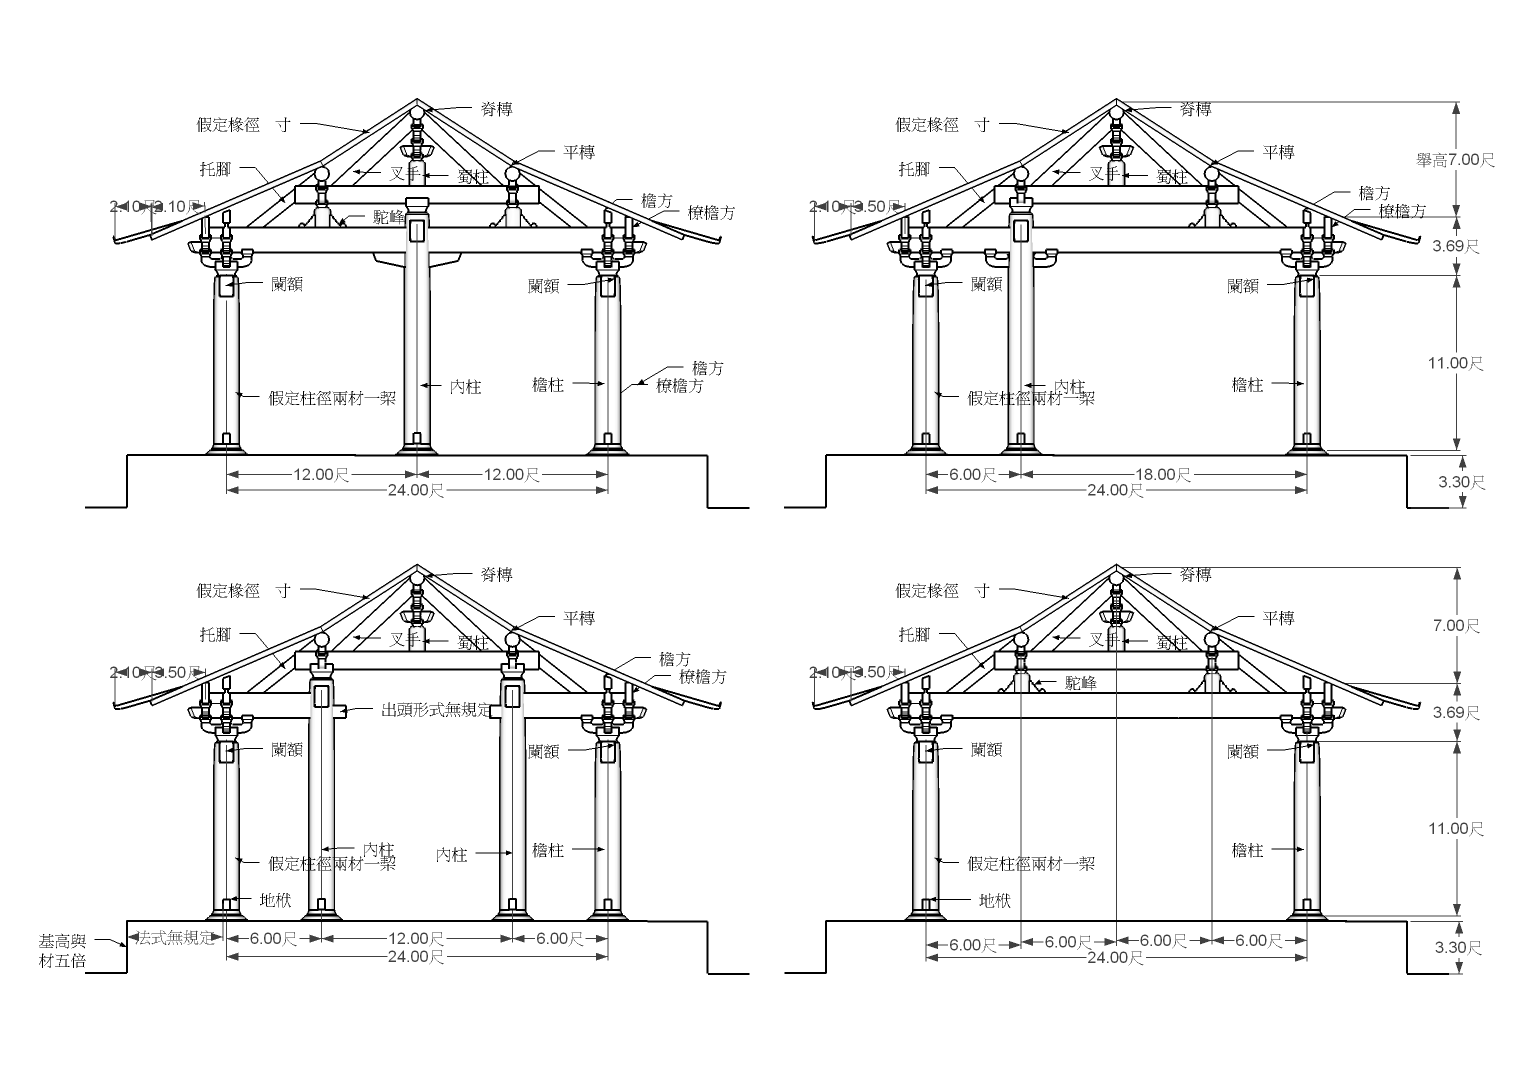 脊槫
假定椽徑 寸
平槫
托腳
叉手
蜀柱
檐方
橑檐方
2.10尺
3.10尺
駝峰
闌額
闌額
檐方
橑檐方
檐柱
內柱
假定柱徑兩材一栔
12.00尺
12.00尺
24.00尺
脊槫
假定椽徑 寸
平槫
舉高7.00尺
托腳
叉手
蜀柱
檐方
橑檐方
2.10尺
3.50尺
3.69尺
闌額
闌額
11.00尺
內柱
檐柱
假定柱徑兩材一栔
6.00尺
18.00尺
24.00尺
3.30尺
脊槫
假定椽徑 寸
平槫
托腳
叉手
蜀柱
檐方
橑檐方
2.10尺
3.50尺
出頭形式無規定
闌額
闌額
內柱
內柱
檐柱
假定柱徑兩材一栔
地栿
基高與
材五倍
法式無規定
6.00尺
12.00尺
6.00尺
24.00尺
脊槫
假定椽徑 寸
平槫
7.00尺
托腳
叉手
蜀柱
2.10尺
3.50尺
駝峰
3.69尺
闌額
闌額
11.00尺
檐柱
假定柱徑兩材一栔
地栿
6.00尺
6.00尺
6.00尺
6.00尺
24.00尺
3.30尺